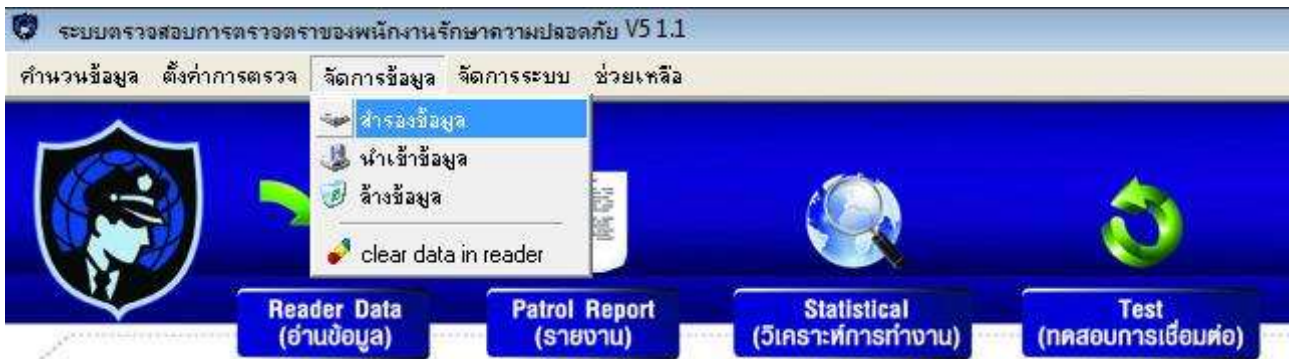 ระบบตรวจสอบการตรวจตราของพนักงานรักษาความปลอดภัย V5 1.1
คำนวนข้อมูล ตั้งค่าการตรวจ จัดการข้อมูล จัดการระบบ ช่วยเหลือ
สำรองข้อมูล
นำเข้าข้อมูล
ล้างข้อมูล
clear data in reader
Reader Data
(อ่านข้อมูล)
Patrol Report
(รายงาน)
Statistical
(วิเคราะห์การทำงาน)
Test
(ทดสอบการเชื่อมต่อ)